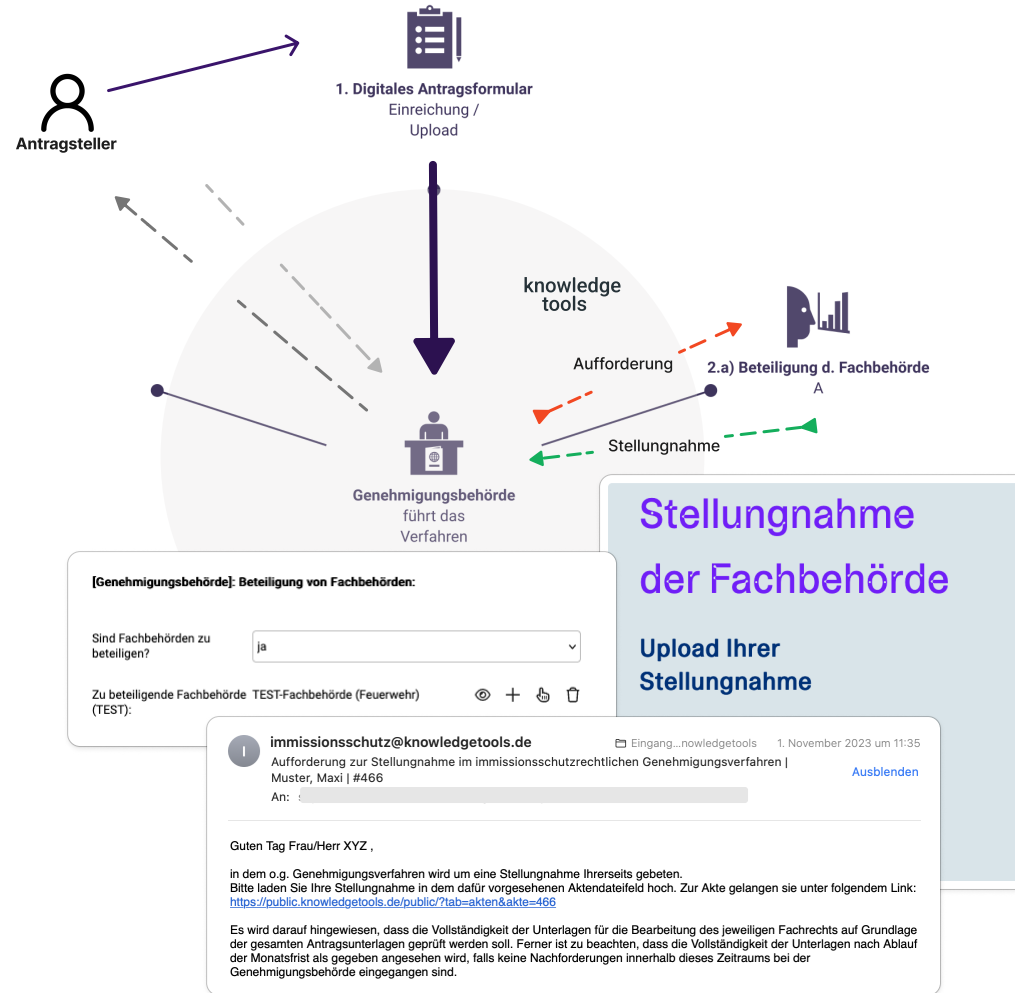 1. Digitales Antragsformular
Einreichung /
Upload
Antragsteller
knowledge
tools
Aufforderung
2.a) Beteiligung d. Fachbehörde
A
Stellungnahme
Genehmigungsbehörde
führt das
Verfahren
Stellungnahme
der Fachbehörde
Upload Ihrer
Stellungnahme
[Genehmigungsbehörde]: Beteiligung von Fachbehörden:
Sind Fachbehörden zu
beteiligen?
ja
Zu beteiligende Fachbehörde
(TEST):
TEST-Fachbehörde (Feuerwehr)
I
immissionsschutz@knowledgetools.de
Eingang...nowledgetools
1. November 2023 um 11:35
Aufforderung zur Stellungnahme im immissionsschutzrechtlichen Genehmigungsverfahren |
Muster, Maxi | #466
Ausblenden
An:
Guten Tag Frau/Herr XYZ ,
in dem o.g. Genehmigungsverfahren wird um eine Stellungnahme Ihrerseits gebeten.
Bitte laden Sie Ihre Stellungnahme in dem dafür vorgesehenen Aktendateifeld hoch. Zur Akte gelangen sie unter folgendem Link:
https://public.knowledgetools.de/public/?tab=akten&akte=466
Es wird darauf hingewiesen, dass die Vollständigkeit der Unterlagen für die Bearbeitung des jeweiligen Fachrechts auf Grundlage
der gesamten Antragsunterlagen geprüft werden soll. Ferner ist zu beachten, dass die Vollständigkeit der Unterlagen nach Ablauf
der Monatsfrist als gegeben angesehen wird, falls keine Nachforderungen innerhalb dieses Zeitraums bei der
Genehmigungsbehörde eingegangen sind.